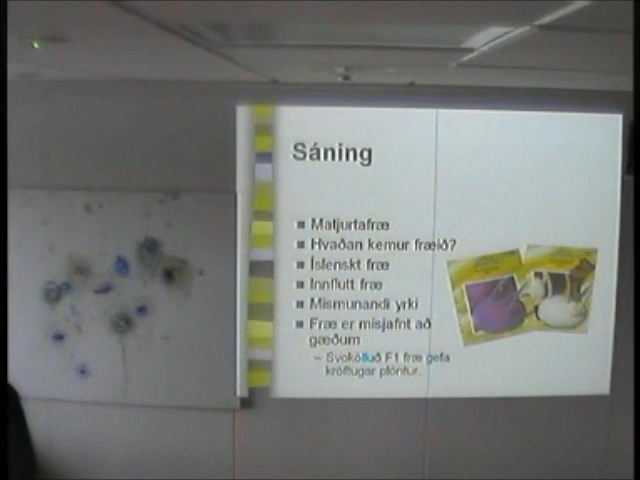 Sáning
Matjurtafræ
Hvaðan kemur fræið?
Íslenskt fræ
Innflutt fræ
Mismunandi yrki
Fræ er misjafnt að
gæðum
– Svokölluð F1 fræ gefa
kröftugar plöntur.